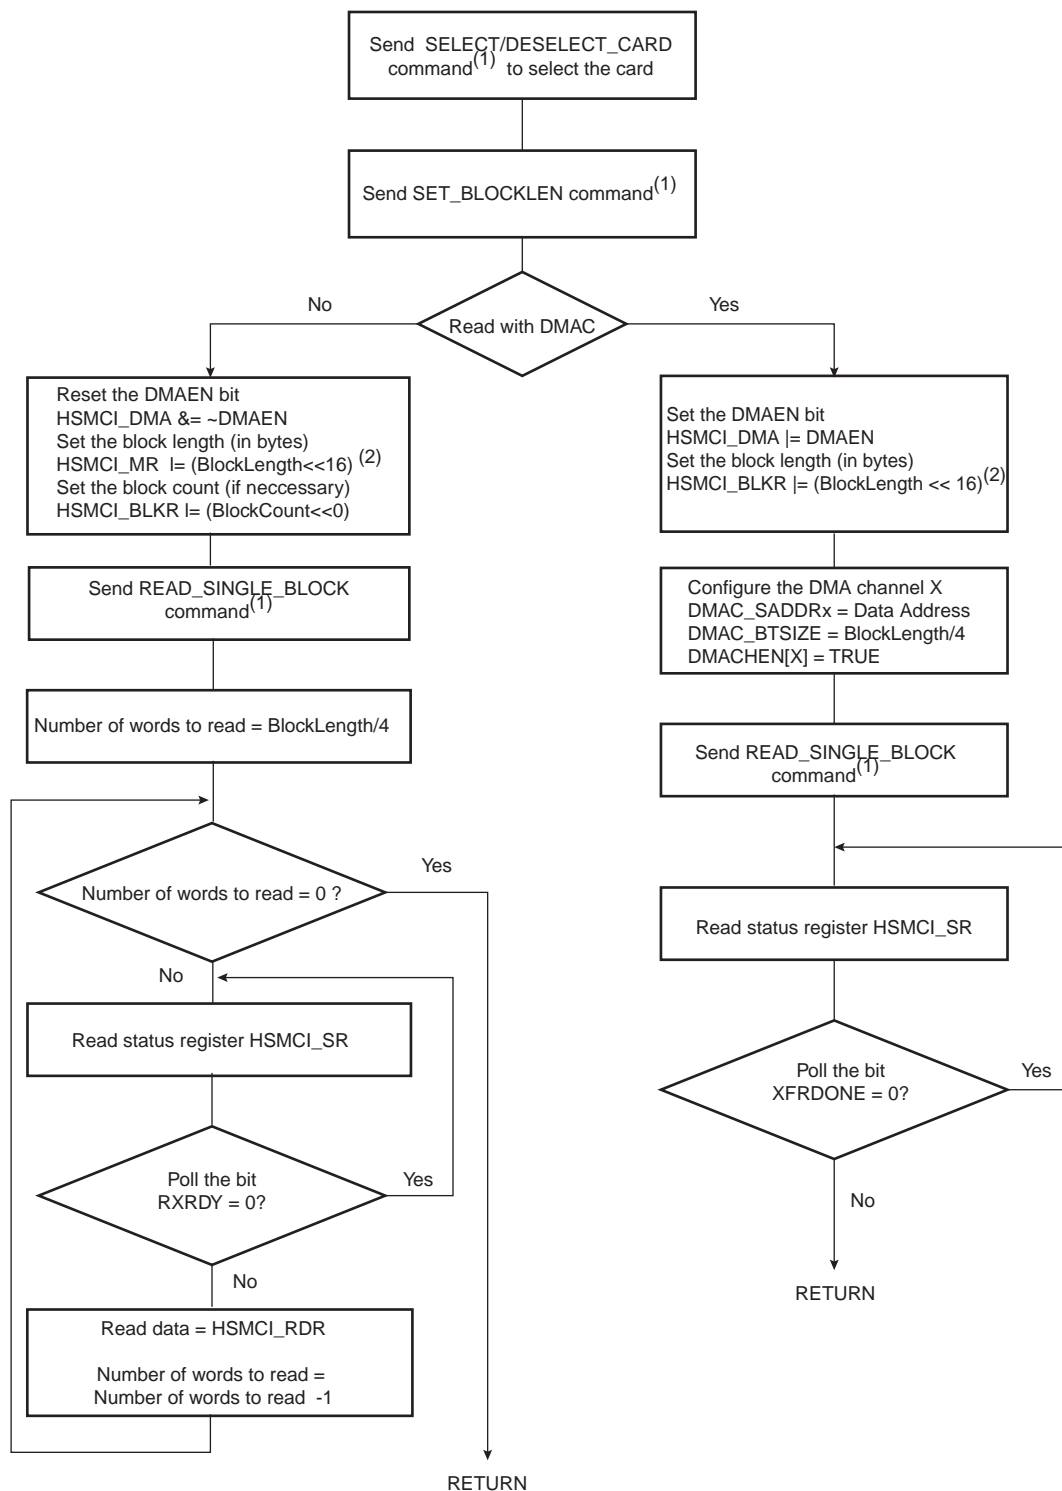 Send SELECT/DESELECT_CARD
command(1) to select the card
Send SET_BLOCKLEN command(1)
No
Yes
Read with DMAC
Reset the DMAEN bit
HSMCI_DMA &= ~DMAEN
Set the block length (in bytes)
HSMCI_MR l= (BlockLength<<16) (2)
Set the block count (if neccessary)
HSMCI_BLKR l= (BlockCount<<0)
Send READ_SINGLE_BLOCK
command(1)
Number of words to read = BlockLength/4
Number of words to read = 0 ?
Yes
No
Read status register HSMCI_SR
Poll the bit
RXRDY = 0?
Yes
No
Read data = HSMCI_RDR
Number of words to read =
Number of words to read -1
RETURN
Set the DMAEN bit
HSMCI_DMA |= DMAEN
Set the block length (in bytes)
HSMCI_BLKR |= (BlockLength << 16)(2)
Configure the DMA channel X
DMAC_SADDRx = Data Address
DMAC_BTSIZE = BlockLength/4
DMACHEN[X] = TRUE
Send READ_SINGLE_BLOCK
command(1)
Read status register HSMCI_SR
Poll the bit
XFRDONE = 0?
Yes
No
RETURN